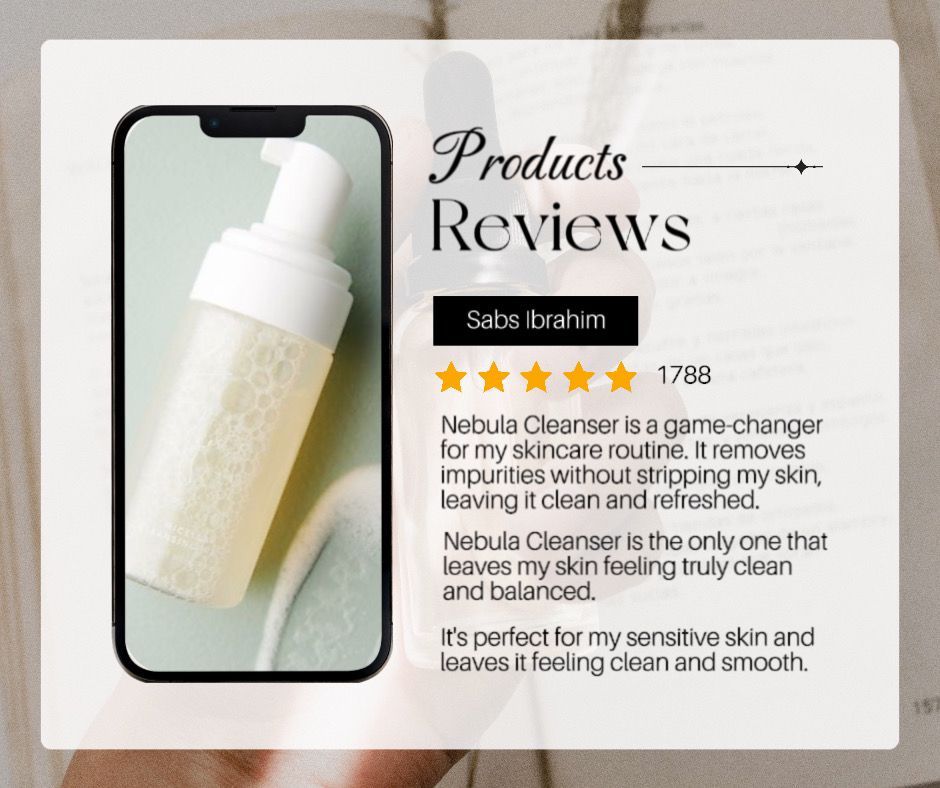 Products
Reviews
Sabs Ibrahim
1788
Nebula Cleanser is a game-changer
for my skincare routine. It removes
impurities without stripping my skin,
leaving it clean and refreshed.
Nebula Cleanser is the only one that
leaves my skin feeling truly clean
and balanced.
It's perfect for my sensitive skin and
leaves it feeling clean and smooth.